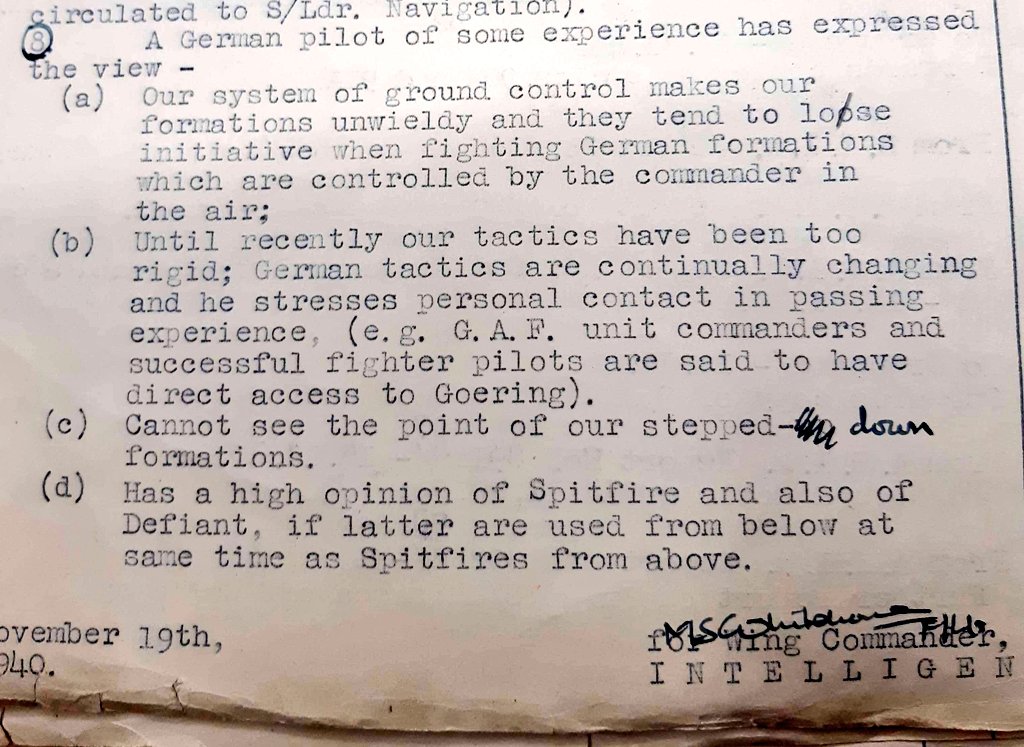 circulated to S/Ldr. Navigation).
8. A German pilot of some experience has expressed
the view -
(a) Our system of ground control makes our
formations unwieldy and they tend to lose
initiative when fighting German formations
which are controlled by the commander in
the air;
(b) Until recently our tactics have been too
rigid; German tactics are continually changing
and he stresses personal contact in passing
experience, (e.g. G.A.F. unit commanders and
successful fighter pilots are said to have
direct access to Goering).
(c) Cannot see the point of our stepped- down
formations.
(d) Has a high opinion of Spitfire and also of
Defiant, if latter are used from below at
same time as Spitfires from above.
ovember 19th,
940.
for Wing Commander,
I N T E L L I G E N